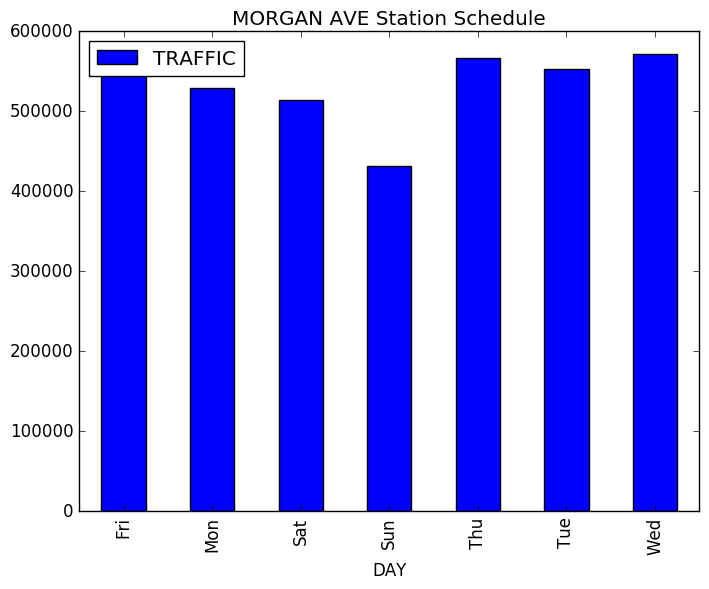 MORGAN AVE Station Schedule
TRAFFIC
600000
500000
400000
300000
200000
100000
0
Fri
Mon
Sat
Sun
Thu
Tue
Wed
DAY